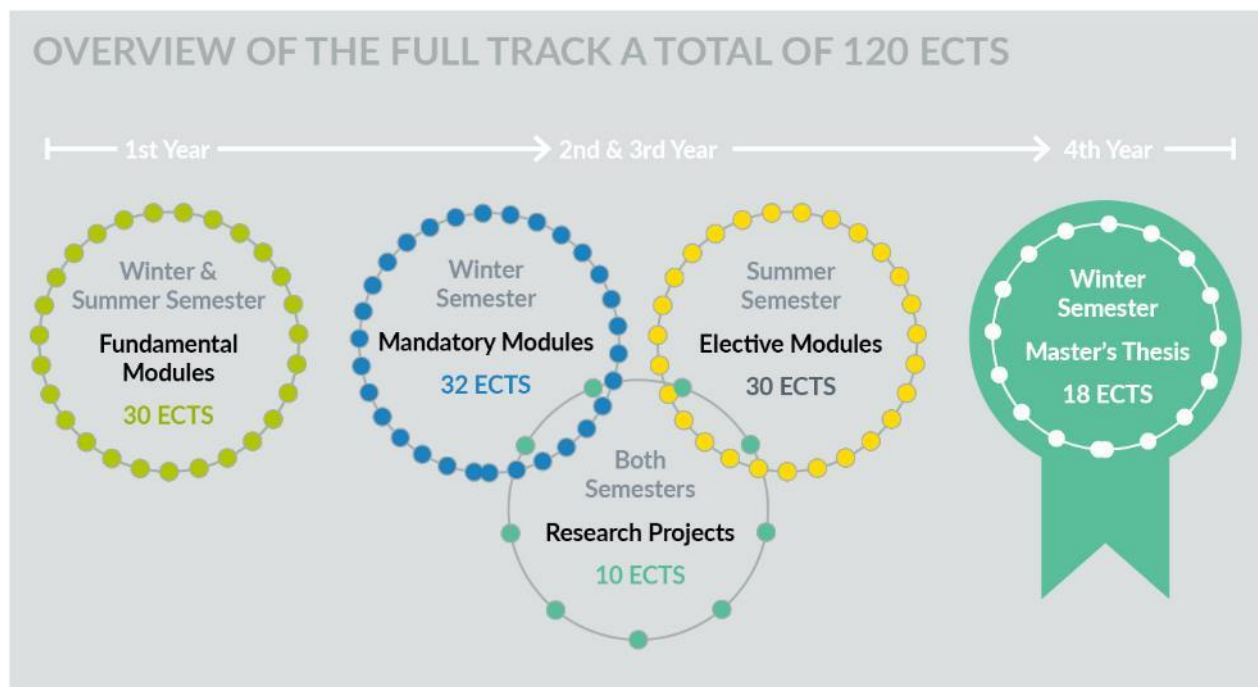 OVERVIEW OF THE FULL TRACK A TOTAL OF 120 ECTS
1st Year
2nd & 3rd Year
4th Year
Winter &
Summer Semester
Fundamental
Modules
30 ECTS
Winter
Semester
Mandatory Modules
32 ECTS
Summer
Semester
Elective Modules
30 ECTS
Both
Semesters
Research Projects
10 ECTS
Winter
Semester
Master's Thesis
18 ECTS